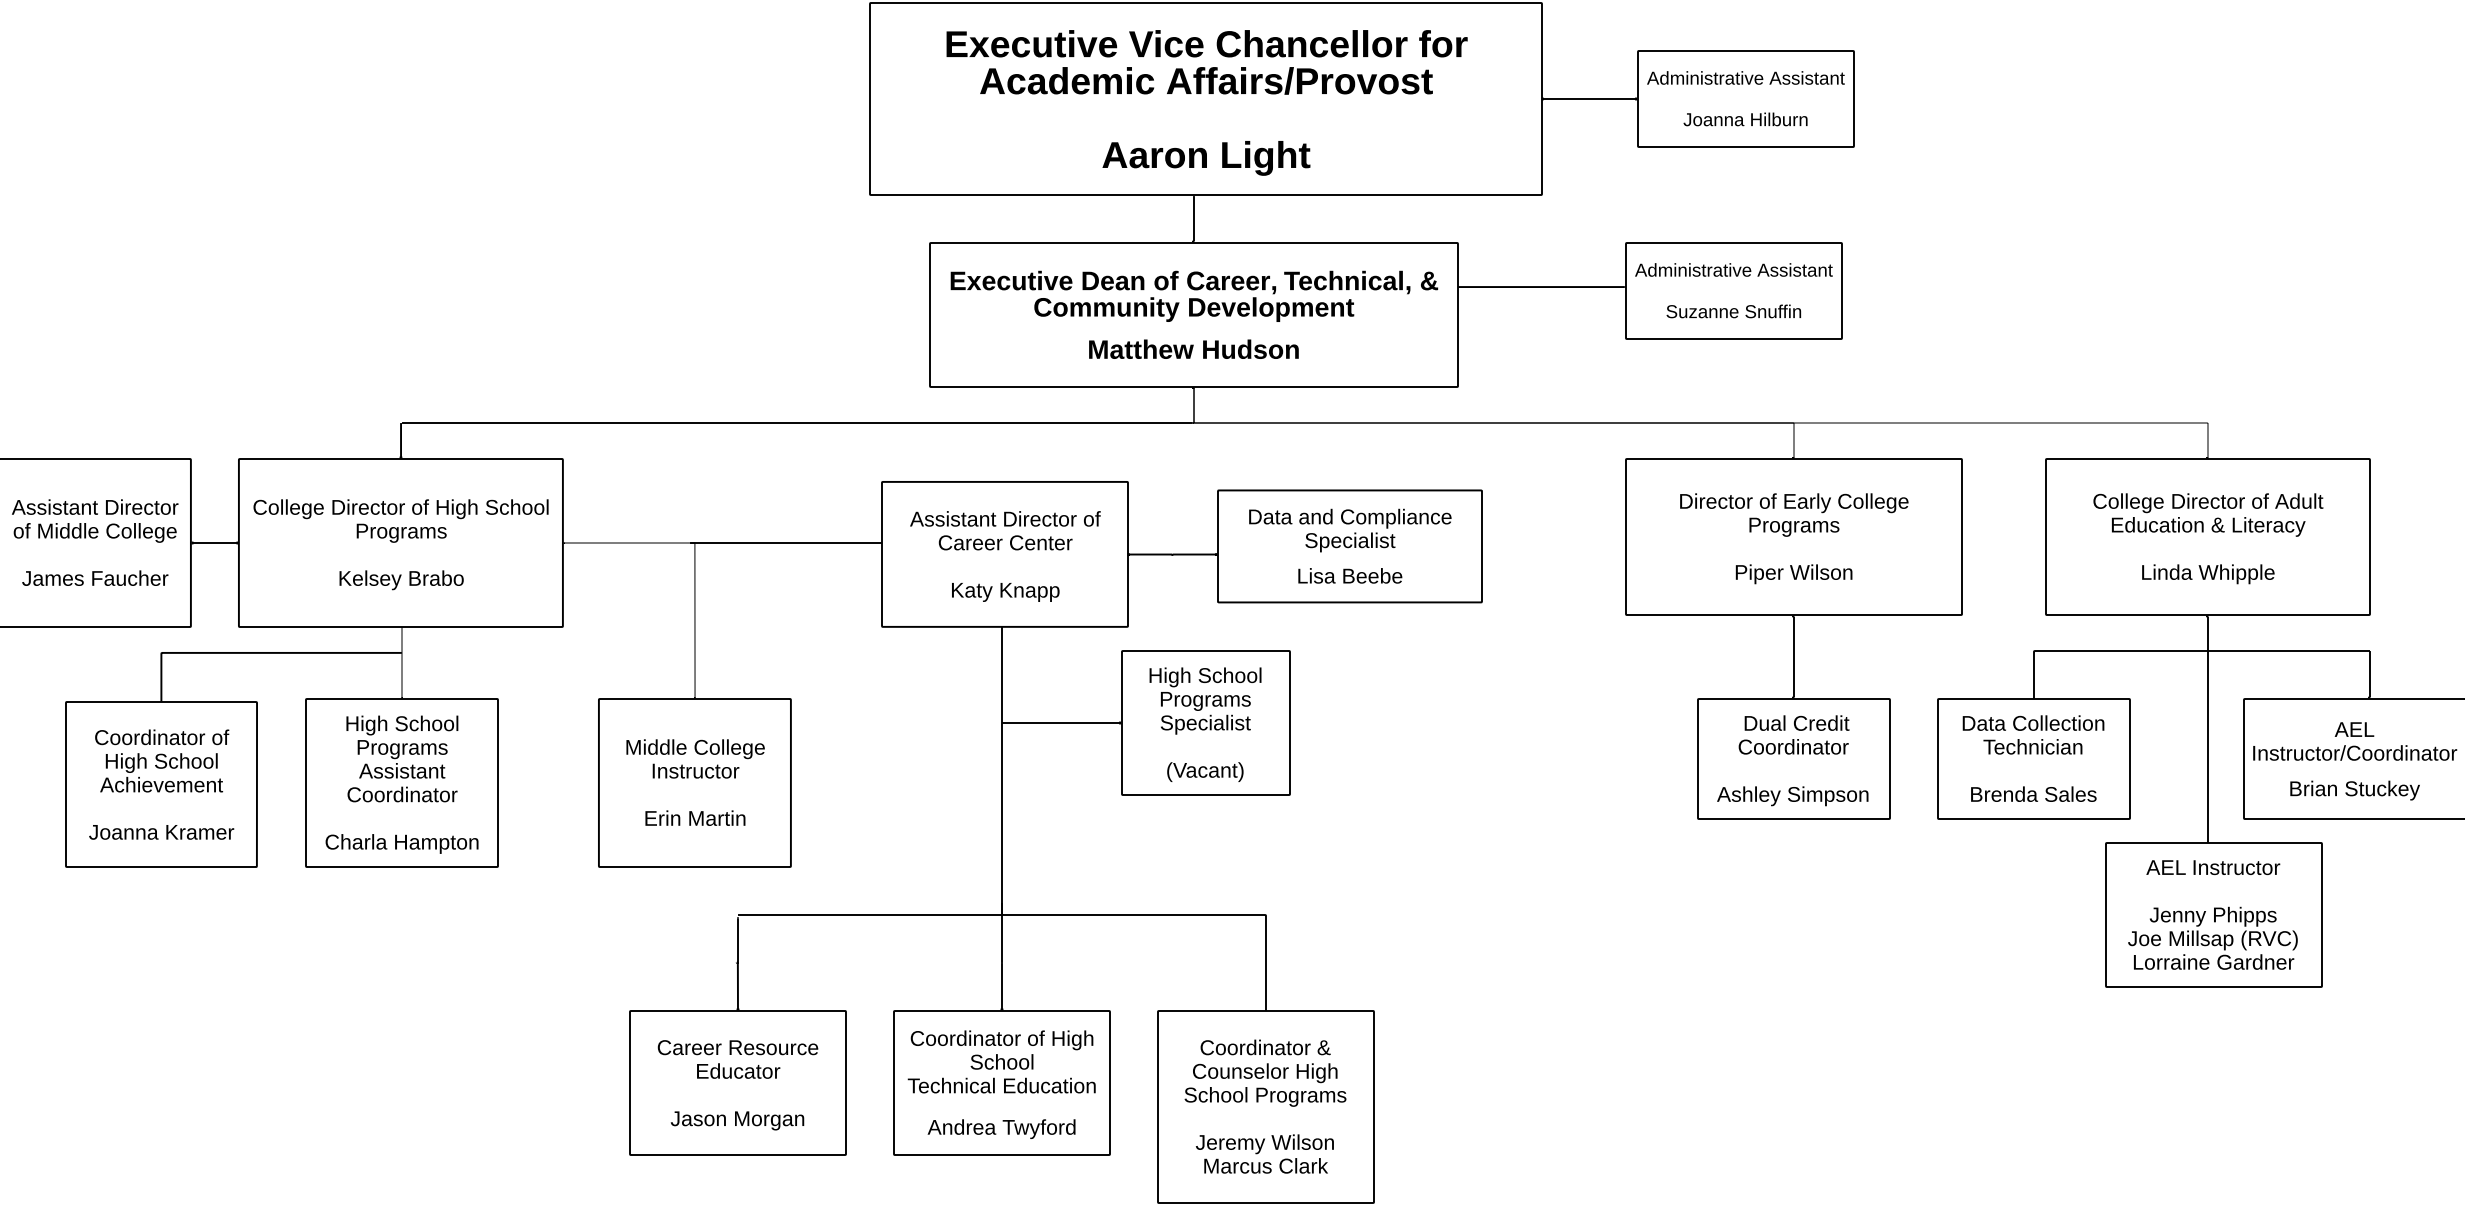 Executive Vice Chancellor for
Academic Affairs/Provost
Aaron Light
Administrative Assistant
Joanna Hilburn
Executive Dean of Career, Technical, &
Community Development
Matthew Hudson
Administrative Assistant
Suzanne Snuffin
Assistant Director
of Middle College
James Faucher
College Director of High School
Programs
Kelsey Brabo
Assistant Director of
Career Center
Katy Knapp
Data and Compliance
Specialist
Lisa Beebe
Director of Early College
Programs
Piper Wilson
College Director of Adult
Education & Literacy
Linda Whipple
Coordinator of
High School
Achievement
Joanna Kramer
High School
Programs
Assistant
Coordinator
Charla Hampton
Middle College
Instructor
Erin Martin
High School
Programs
Specialist
(Vacant)
Dual Credit
Coordinator
Ashley Simpson
Data Collection
Technician
Brenda Sales
AEL
Instructor/Coordinator
Brian Stuckey
AEL Instructor
Jenny Phipps
Joe Millsap (RVC)
Lorraine Gardner
Career Resource
Educator
Jason Morgan
Coordinator of High
School
Technical Education
Andrea Twyford
Coordinator &
Counselor High
School Programs
Jeremy Wilson
Marcus Clark